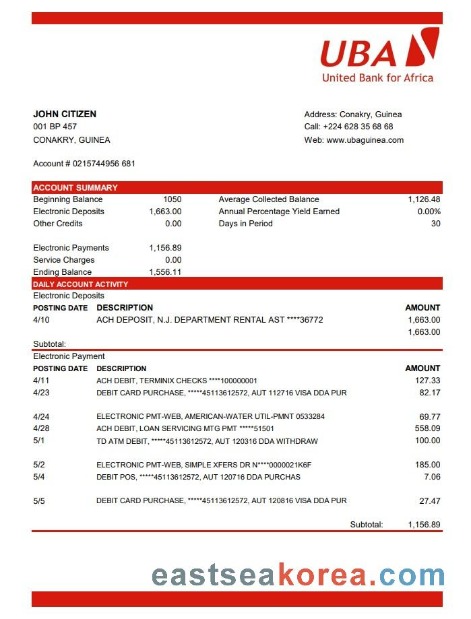 UBA
United Bank for Africa
JOHN CITIZEN
001 BP 457
CONAKRY, GUINEA
Address: Conakry, Guinea
Call: +224 628 35 68 68
Web: www.ubaguinea.com
Account # 0215744956 681
ACCOUNT SUMMARY
Beginning Balance 1050 Average Collected Balance 1,126.48
Electronic Deposits 1,663.00 Annual Percentage Yield Earned 0.00%
Other Credits 0.00 Days in Period 30
Electronic Payments 1,156.89
Service Charges 0.00
Ending Balance 1,556.11
DAILY ACCOUNT ACTIVITY
Electronic Deposits
POSTING DATE DESCRIPTION AMOUNT
4/10 ACH DEPOSIT, N.J. DEPARTMENT RENTAL AST ****36772 1,663.00
1,663.00
Subtotal:
Electronic Payment
POSTING DATE DESCRIPTION AMOUNT
4/11 ACH DEBIT, TERMINIX CHECKS ****100000001 127.33
4/23 DEBIT CARD PURCHASE, *****45113612572, AUT 112716 VISA DDA PUR 82.17
4/24 ELECTRONIC PMT-WEB, AMERICAN-WATER UTIL-PMNT 0533284 69.77
4/28 ACH DEBIT, LOAN SERVICING MTG PMT *****51501 558.09
5/1 TD ATM DEBIT, *****45113612572, AUT 120316 DDA WITHDRAW 100.00
5/2 ELECTRONIC PMT-WEB, SIMPLE XFERS DR N****0000021K6F 185.00
5/4 DEBIT POS, *****45113612572, AUT 120716 DDA PURCHAS 7.06
5/5 DEBIT CARD PURCHASE, *****45113612572, AUT 120816 VISA DDA PUR 27.47
Subtotal: 1,156.89
eastseakorea.com